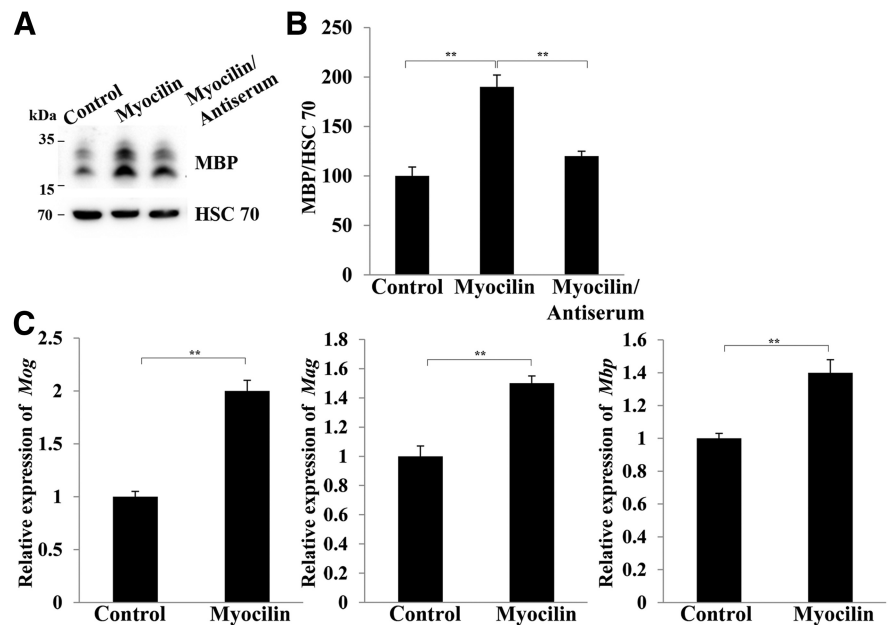 A
Control
Myocilin
Myocilin/
Antiserum
kDa
35
MBP
15
70
HSC 70
B
MBP/HSC 70
250
200
150
100
50
0
**
**
Control
Myocilin
Myocilin/
Antiserum
C
Relative expression of Mog
2.5
2
1.5
1
0.5
0
**
Control
Myocilin
Relative expression of Mag
1.8
1.6
1.4
1.2
1
0.8
0.6
0.4
0.2
0
**
Control
Myocilin
Relative expression of Mbp
1.6
1.4
1.2
1
0.8
0.6
0.4
0.2
0
**
Control
Myocilin